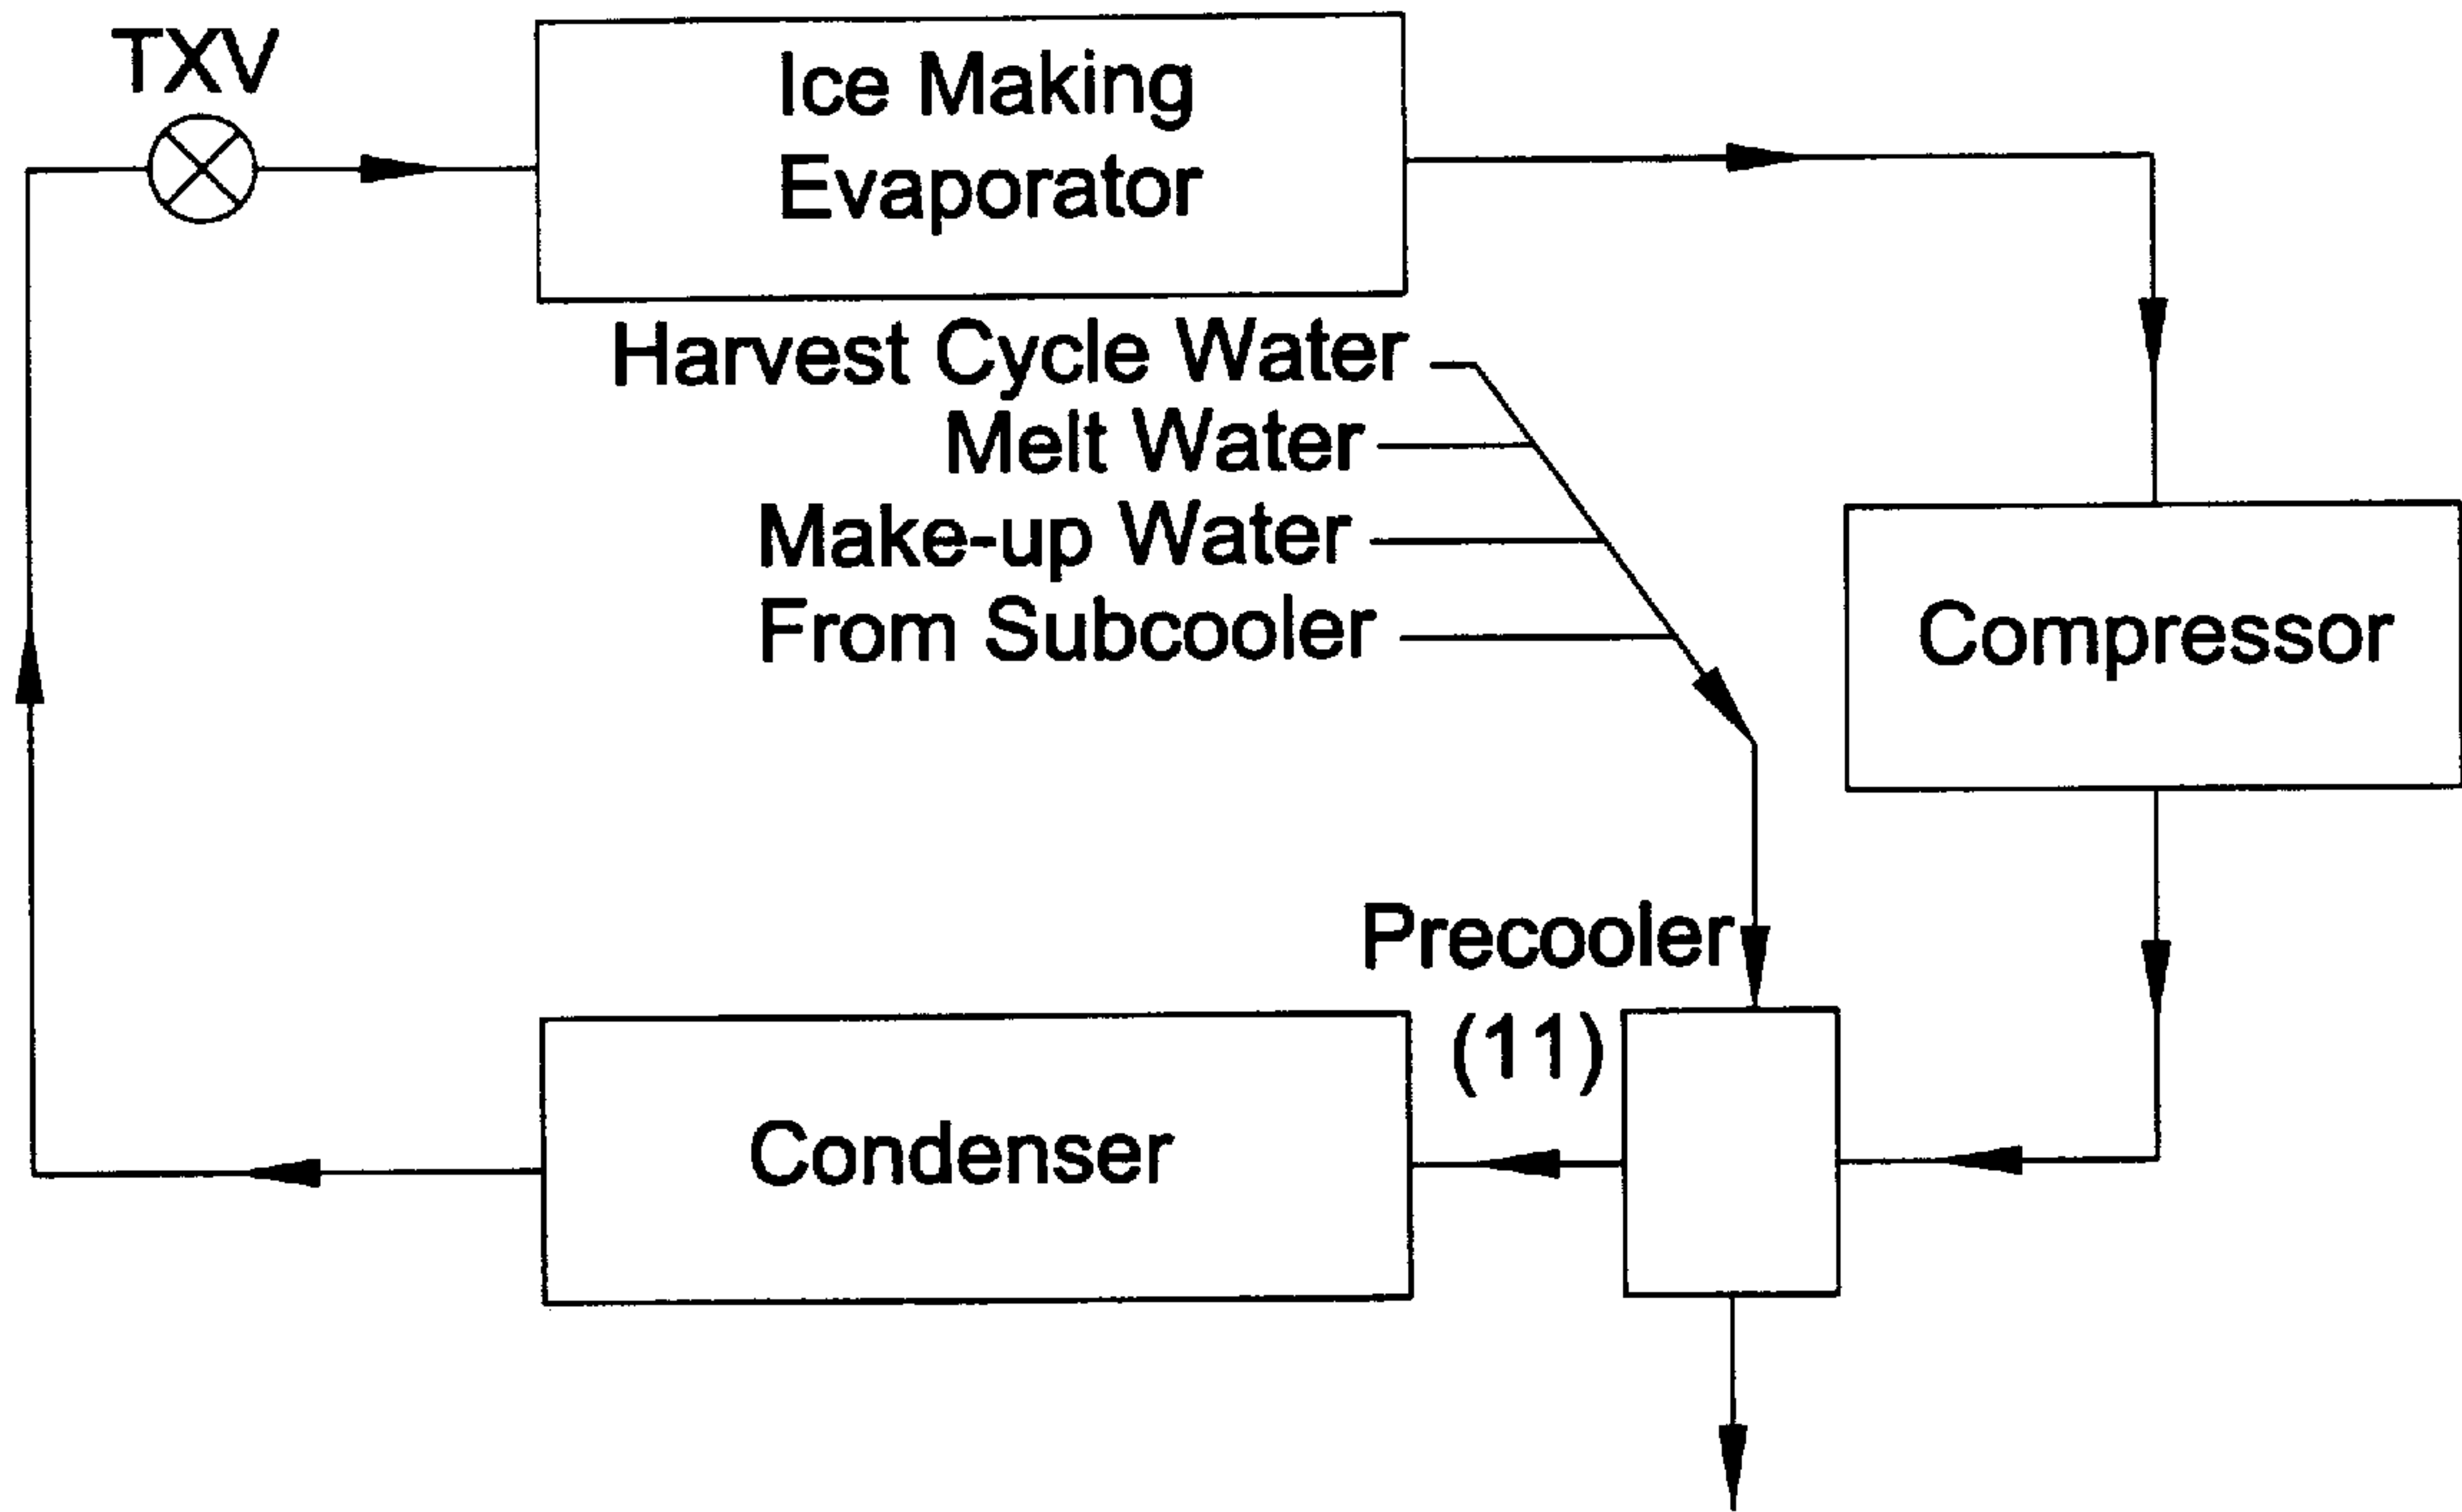 TXV
Ice Making
Evaporator
Harvest Cycle Water
Melt Water
Make-up Water
From Subcooler
Compressor
Precooler
(11)
Condenser